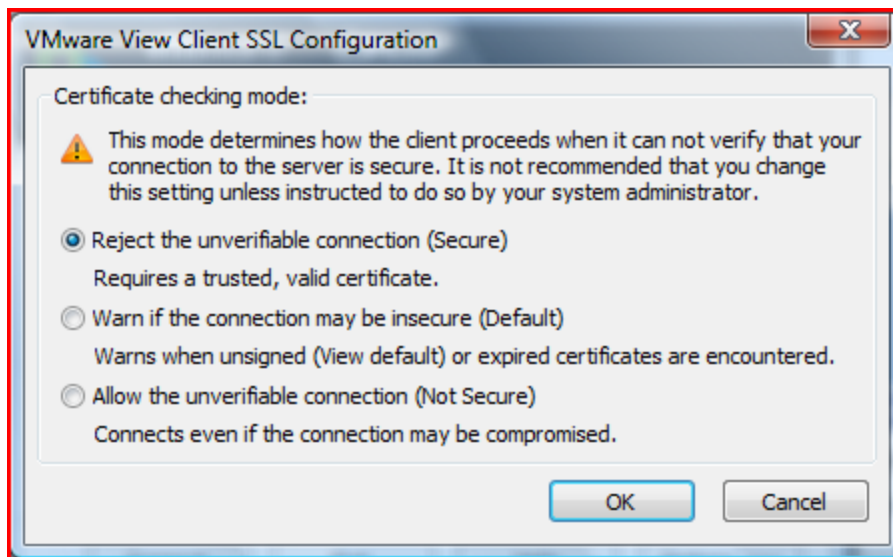 VMware View Client SSL Configuration
Certificate checking mode:
This mode determines how the client proceeds when it can not verify that your
connection to the server is secure. It is not recommended that you change
this setting unless instructed to do so by your system administrator.
Reject the unverifiable connection (Secure)
Requires a trusted, valid certificate.
Warn if the connection may be insecure (Default)
Warns when unsigned (View default) or expired certificates are encountered.
Allow the unverifiable connection (Not Secure)
Connects even if the connection may be compromised.
OK Cancel